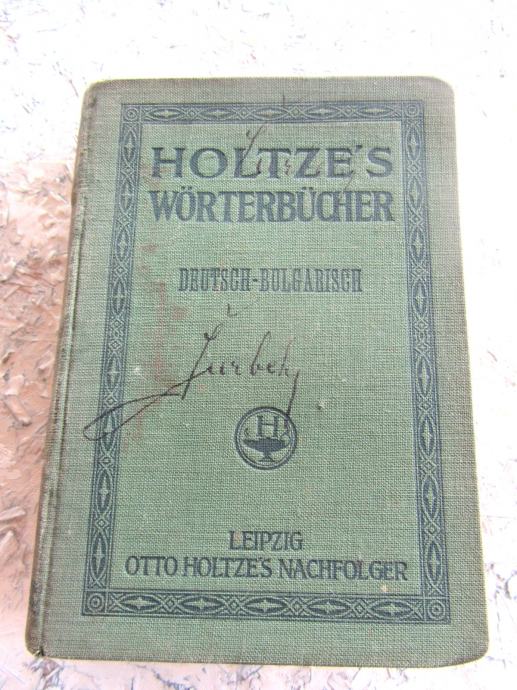 HOLTZE'S
WÖRTERBÜCHER
DEUTSCH-BULGARISCH
H
LEIPZIG
OTTO HOLTZE'S NACHFOLGER